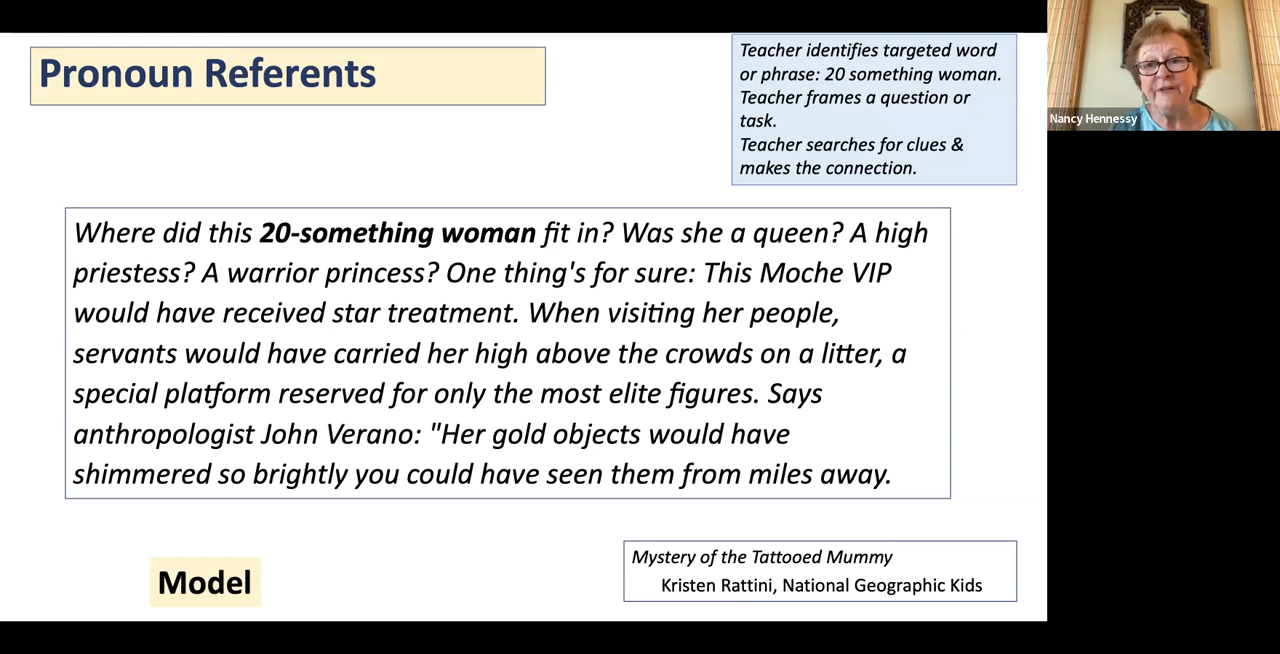 Pronoun Referents
Teacher identifies targeted word
or phrase: 20 something woman.
Teacher frames a question or
task.
Teacher searches for clues &
makes the connection.
Nancy Hennessy
Where did this 20-something woman fit in? Was she a queen? A high
priestess? A warrior princess? One thing's for sure: This Moche VIP
would have received star treatment. When visiting her people,
servants would have carried her high above the crowds on a litter, a
special platform reserved for only the most elite figures. Says
anthropologist John Verano: "Her gold objects would have
shimmered so brightly you could have seen them from miles away.
Model
Mystery of the Tattooed Mummy
Kristen Rattini, National Geographic Kids